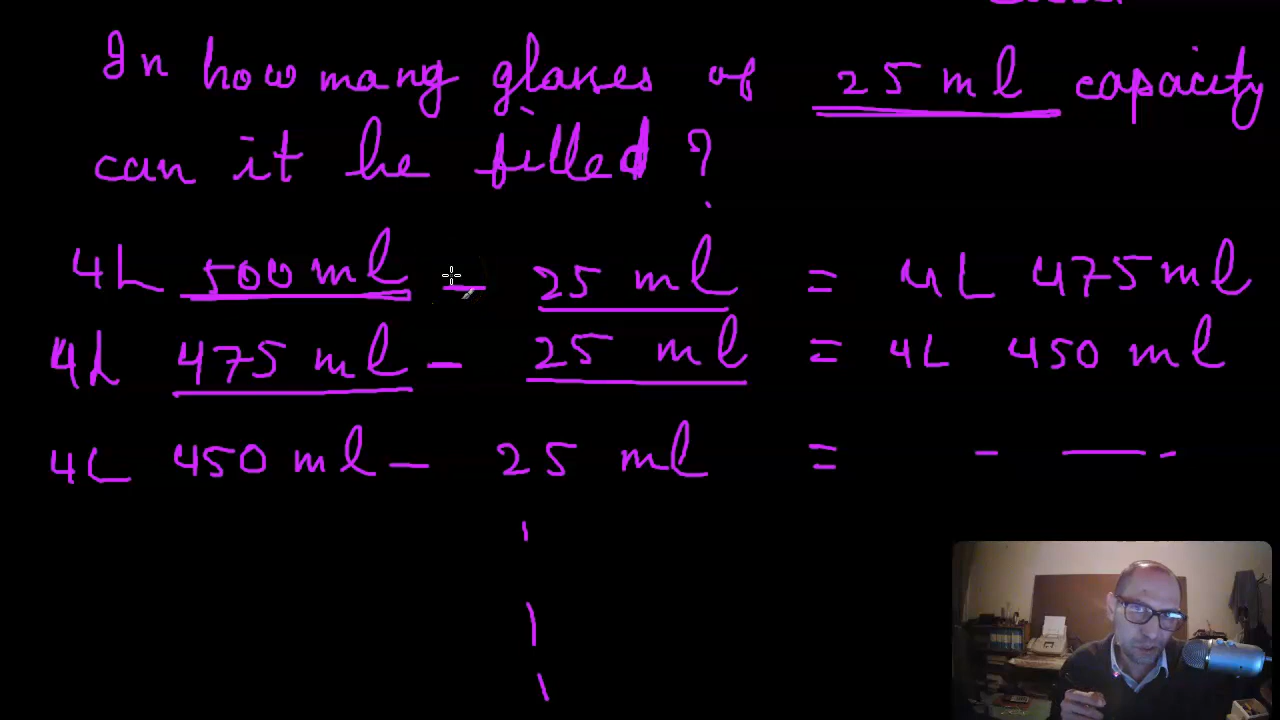 In how many glasses of 25 ml capacity
can it be filled ?
4L 500 ml - 25 ml = 4L 475 ml
4L 475 ml - 25 ml = 4L 450 ml
4L 450 ml - 25 ml = - — -